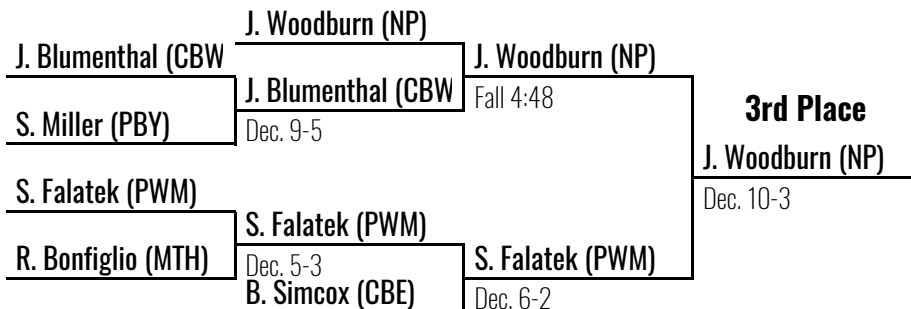 J. Woodburn (NP)
J. Blumenthal (CBW
J. Woodburn (NP)
J. Blumenthal (CBW
Fall 4:48
3rd Place
S. Miller (PBY)
Dec. 9-5
J. Woodburn (NP)
S. Falatek (PWM)
Dec. 10-3
S. Falatek (PWM)
R. Bonfiglio (MTH)
Dec. 5-3
S. Falatek (PWM)
B. Simcox (CBE)
Dec. 6-2